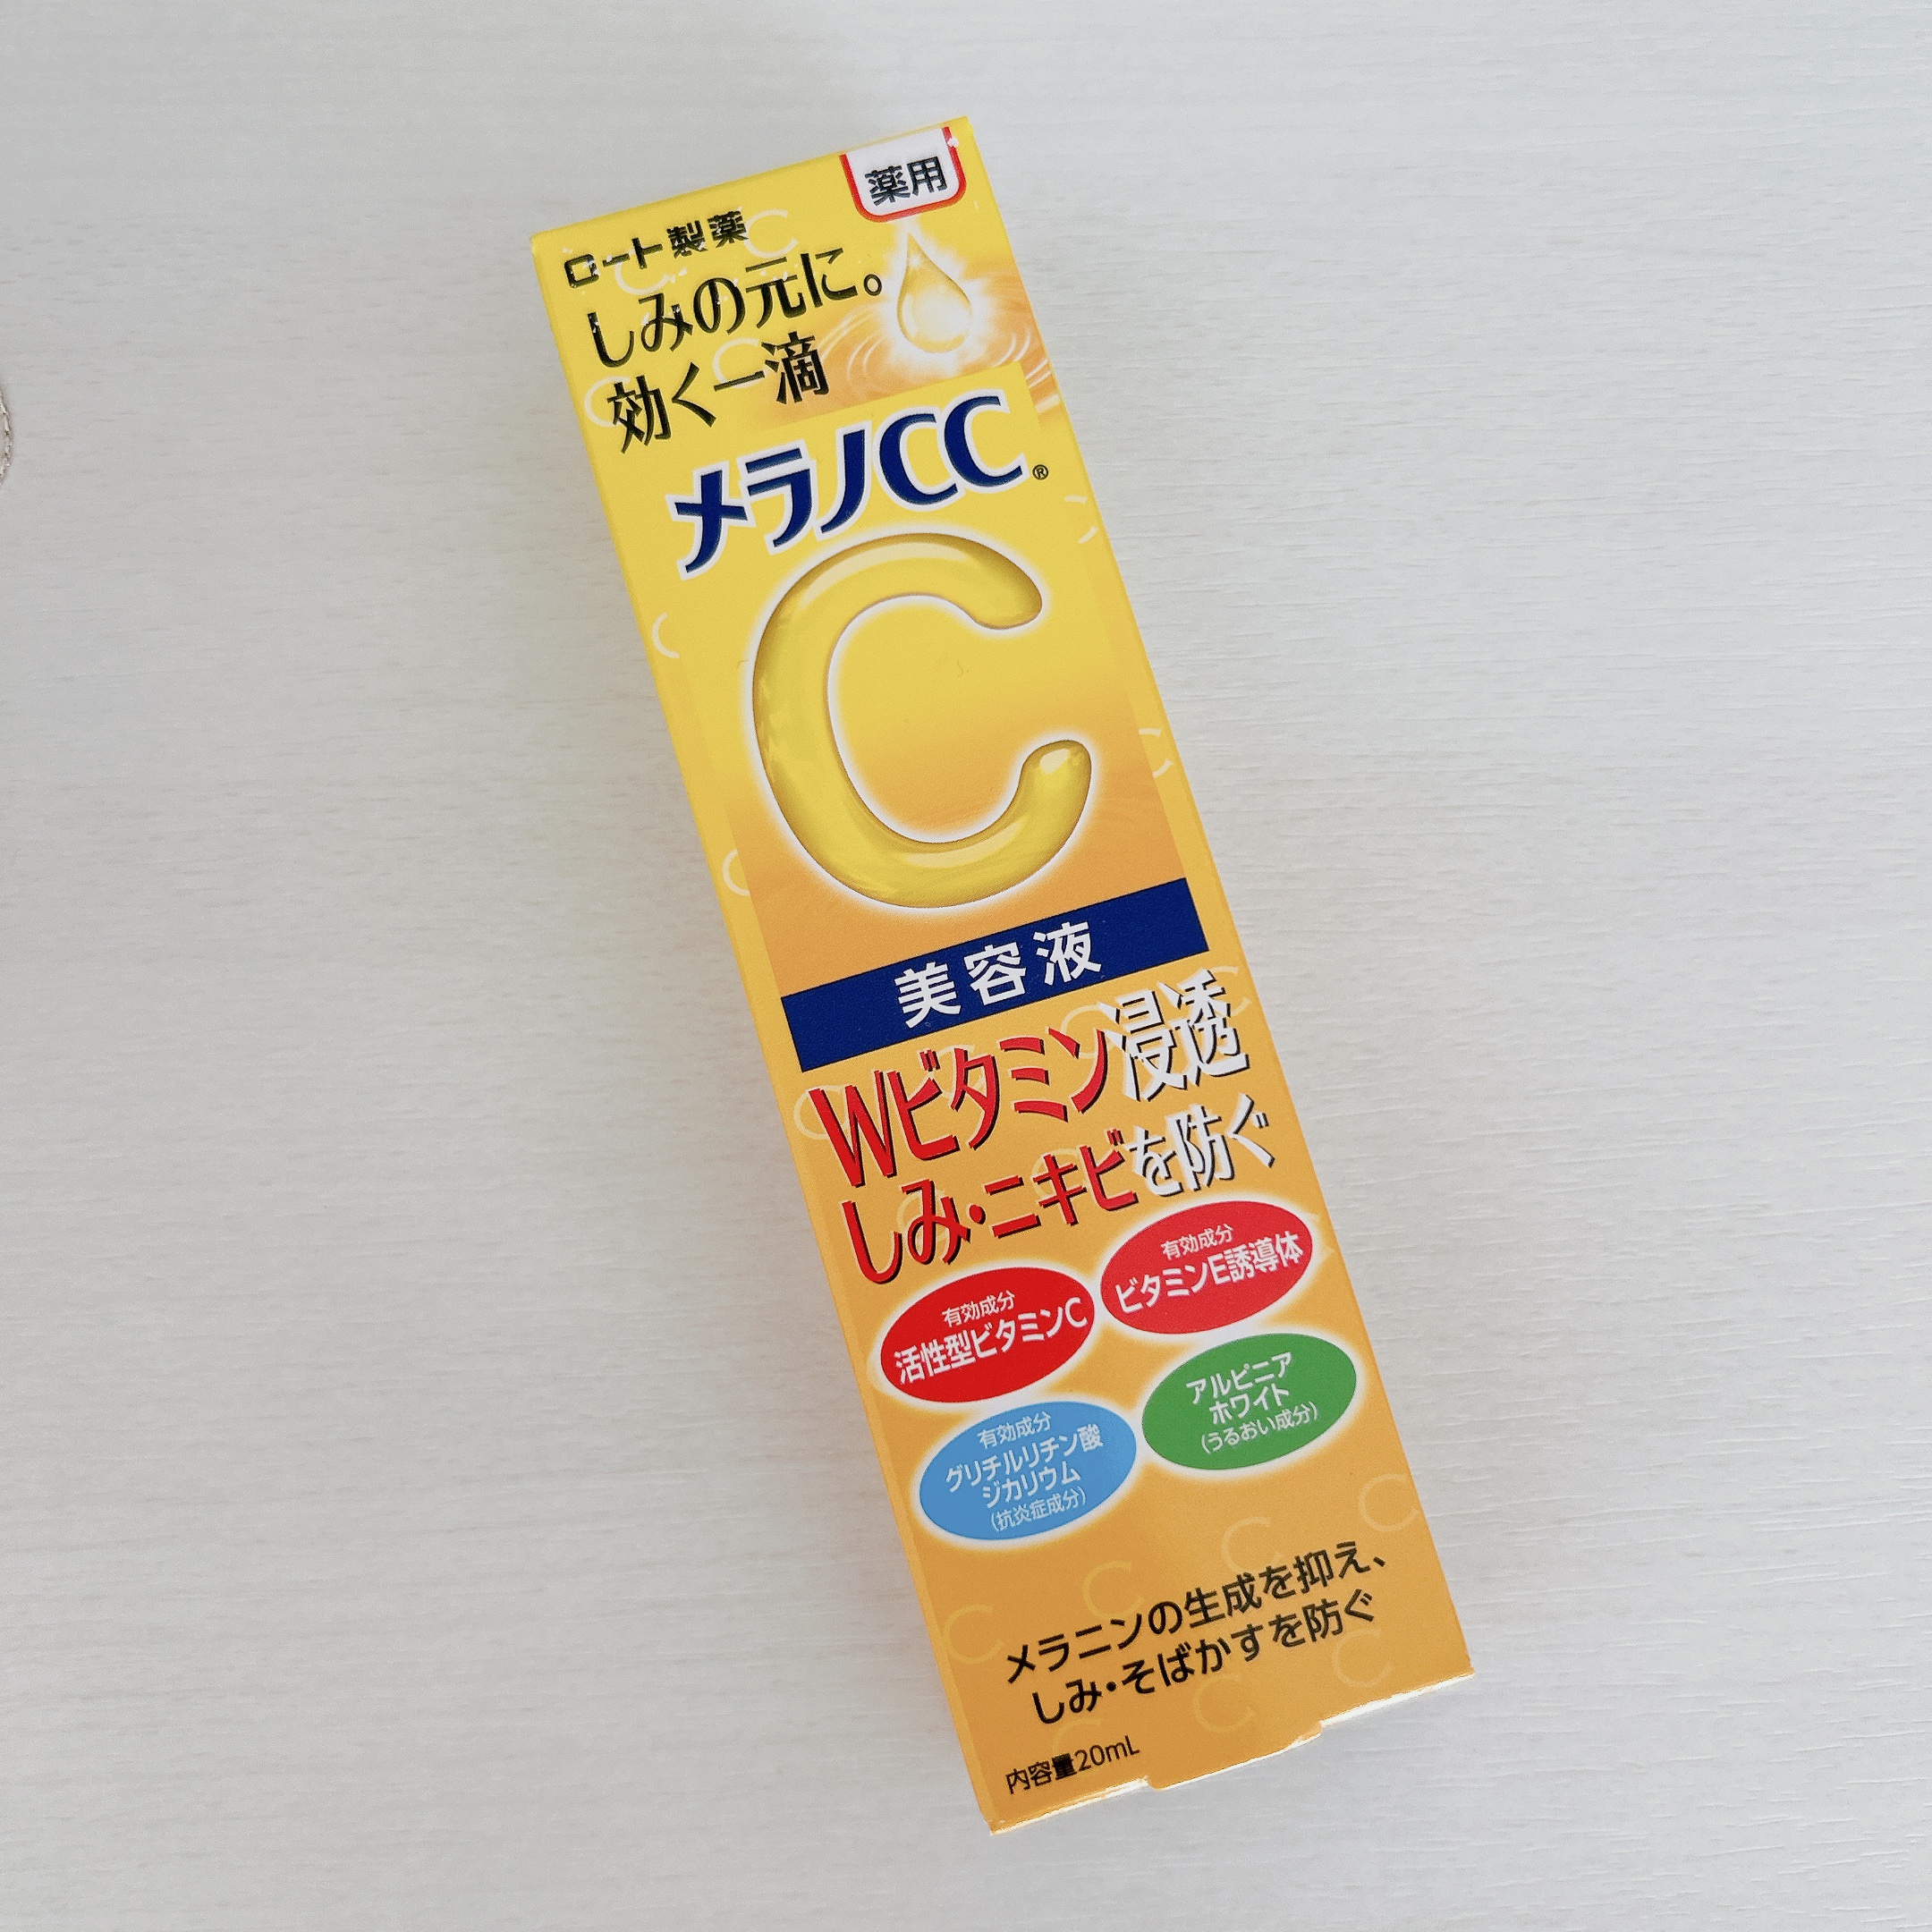 薬用
ロート製薬
しみの元に。
効く一滴
メラノCC®
C
美容液
Wビタミン浸透
しみ・ニキビを防ぐ
有効成分
活性型ビタミンC
有効成分
ビタミンE誘導体
有効成分
グリチルリチン酸
ジカリウム
(抗炎症成分)
アルピニア
ホワイト
(うるおい成分)
メラニンの生成を抑え、
しみ・そばかすを防ぐ
内容量20mL